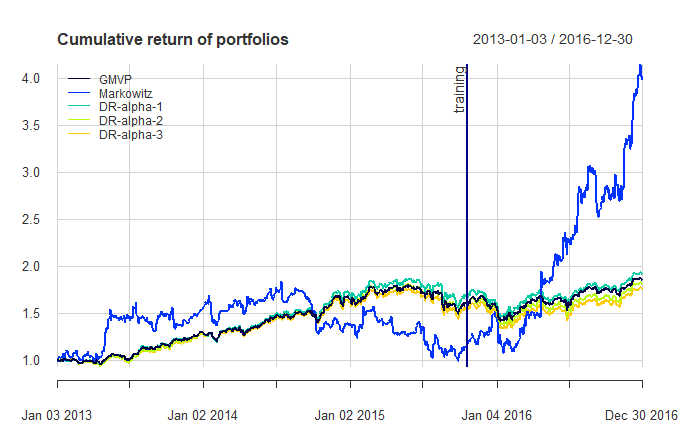 Cumulative return of portfolios 2013-01-03 / 2016-12-30
training
GMVP
Markowitz
DR-alpha-1
DR-alpha-2
DR-alpha-3
4.0
3.5
3.0
2.5
2.0
1.5
1.0
Jan 03 2013 Jan 02 2014 Jan 02 2015 Jan 04 2016 Dec 30 2016